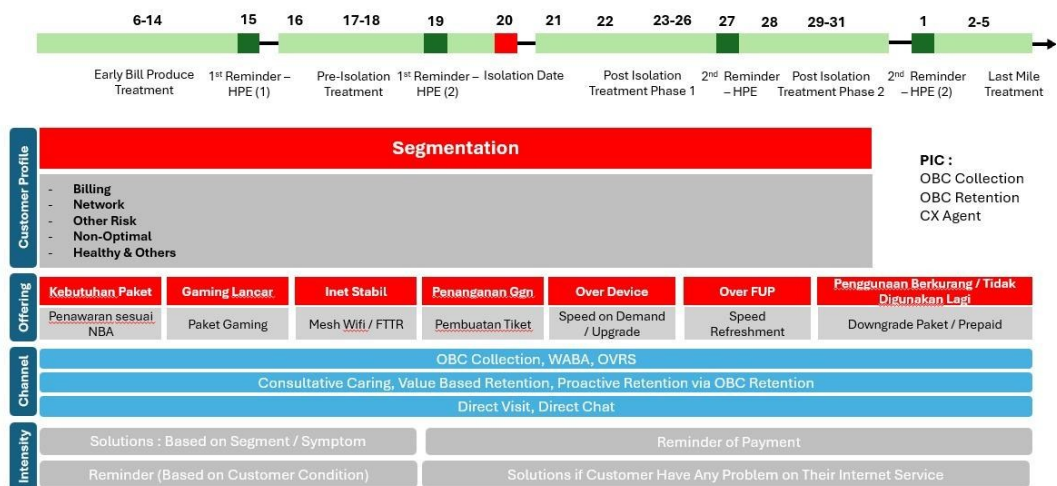 6-14 15 16 17-18 19 20 21 22 23-26 27 28 29-31 1 2-5
Early Bill Produce
Treatment
1st Reminder –
HPE (1)
Pre-Isolation
Treatment
1st Reminder –
HPE (2)
Isolation Date
Post Isolation
Treatment Phase 1
2nd Reminder
– HPE
Post Isolation
Treatment Phase 2
2nd Reminder
– HPE (2)
Last Mile
Treatment
Customer Profile
Segmentation
- Billing
- Network
- Other Risk
- Non-Optimal
- Healthy & Others
PIC :
OBC Collection
OBC Retention
CX Agent
Offering
Kebutuhan Paket
Penawaran sesuai
NBA
Gaming Lancar
Paket Gaming
Inet Stabil
Mesh Wifi / FTTR
Penanganan Ggn
Pembuatan Tiket
Over Device
Speed on Demand
/ Upgrade
Over FUP
Speed
Refreshment
Penggunaan Berkurang / Tidak
Digunakan Lagi
Downgrade Paket / Prepaid
Channel
OBC Collection, WABA, OVRS
Consultative Caring, Value Based Retention, Proactive Retention via OBC Retention
Direct Visit, Direct Chat
Intensity
Solutions : Based on Segment / Symptom
Reminder of Payment
Reminder (Based on Customer Condition)
Solutions if Customer Have Any Problem on Their Internet Service